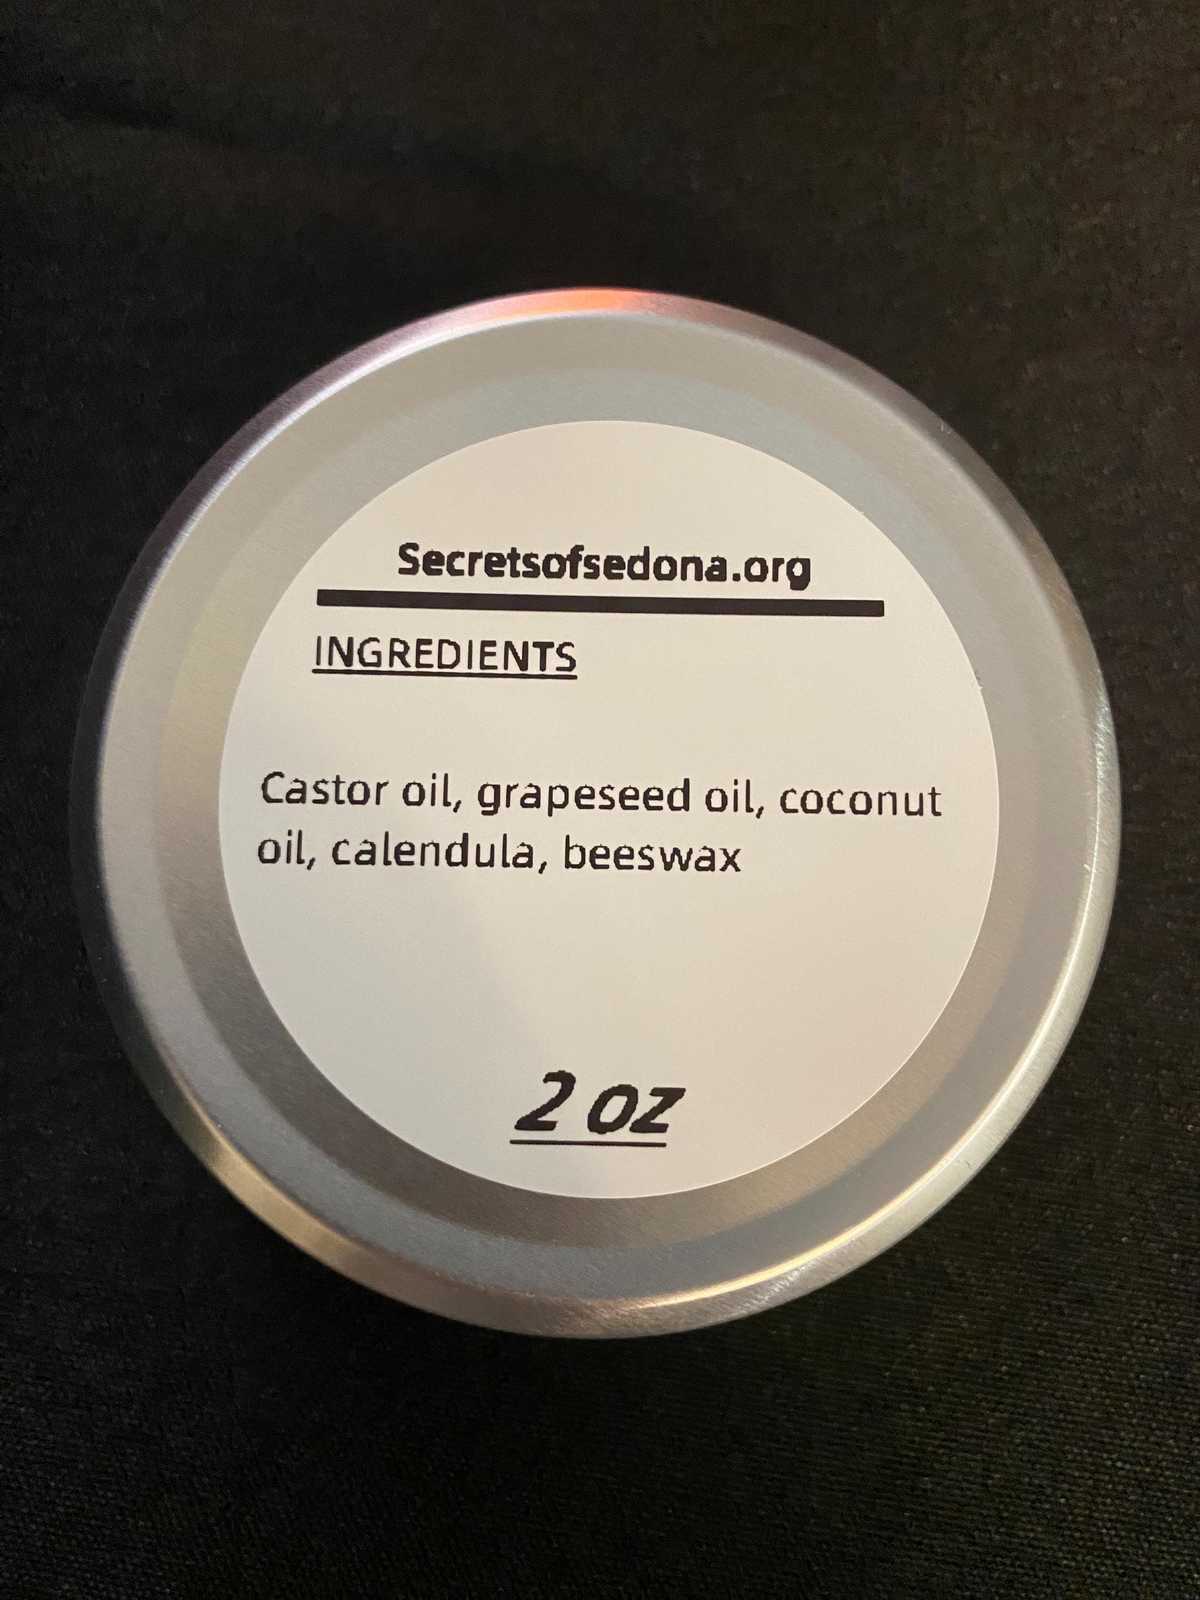 Secretsofsedona.org
INGREDIENTS
Castor oil, grapeseed oil, coconut
oil, calendula, beeswax
2 oz